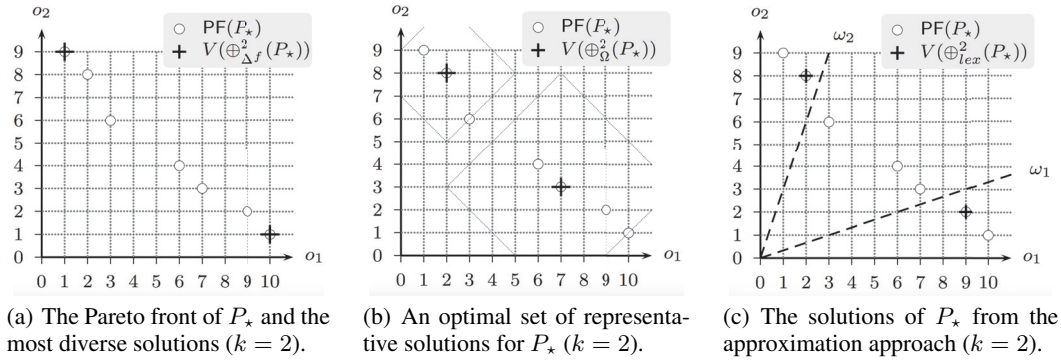 o₂
PF(P⋆)
V(⊕²_Δf(P⋆))
9
8
7
6
5
4
3
2
1
0
0 1 2 3 4 5 6 7 8 9 10
o₁
(a) The Pareto front of P⋆ and the
most diverse solutions (k = 2).
o₂
PF(P⋆)
V(⊕²_Ω(P⋆))
9
8
7
6
5
4
3
2
1
0
0 1 2 3 4 5 6 7 8 9 10
o₁
(b) An optimal set of representa-
tive solutions for P⋆ (k = 2).
o₂
PF(P⋆)
V(⊕²_lex(P⋆))
ω₂
ω₁
9
8
7
6
5
4
3
2
1
0
0 1 2 3 4 5 6 7 8 9 10
o₁
(c) The solutions of P⋆ from the
approximation approach (k = 2).